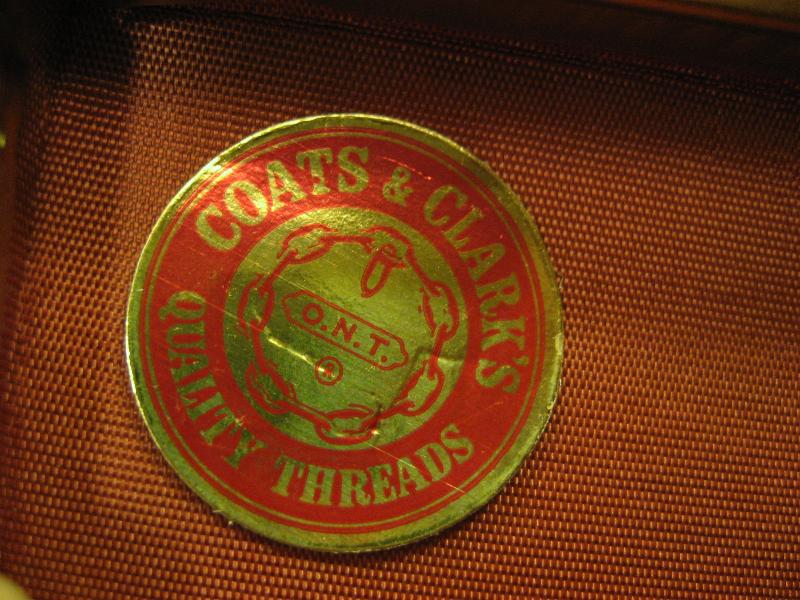 COATS & CLARK'S
O.N.T.
®
QUALITY THREADS